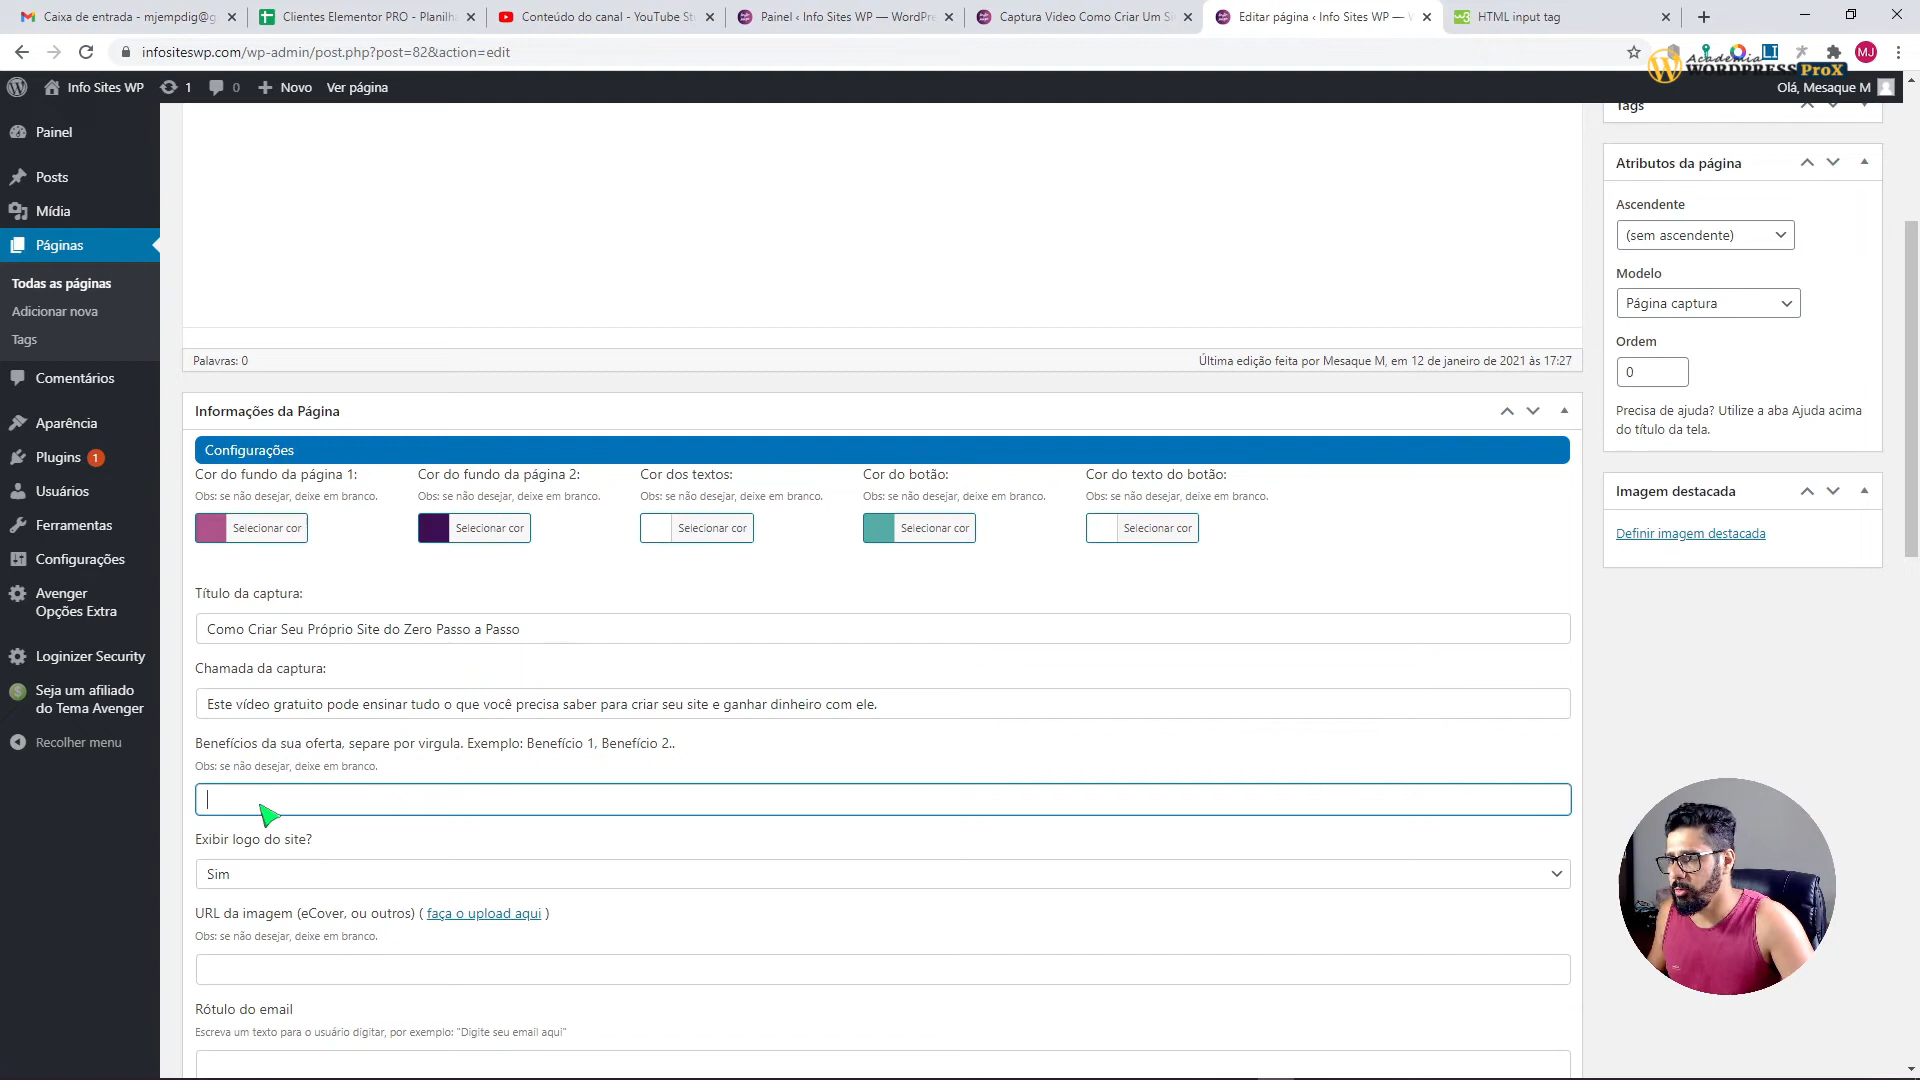 Caixa de entrada - mjempdig@g
Clientes Elementor PRO - Planilha
Conteúdo do canal - YouTube St
Painel ‹ Info Sites WP — WordPre
Captura Video Como Criar Um Si
Editar página ‹ Info Sites WP — W
HTML input tag
infositeswp.com/wp-admin/post.php?post=82&action=edit
MJ
Academia
WORDPRESS ProX
Info Sites WP
1
0
Novo
Ver página
Olá, Mesaque M
Painel
Posts
Mídia
Páginas
Todas as páginas
Adicionar nova
Tags
Comentários
Aparência
Plugins 1
Usuários
Ferramentas
Configurações
Avenger
Opções Extra
Loginizer Security
Seja um afiliado
do Tema Avenger
Recolher menu
Palavras: 0
Última edição feita por Mesaque M, em 12 de janeiro de 2021 às 17:27
Informações da Página
Configurações
Cor do fundo da página 1:
Cor do fundo da página 2:
Cor dos textos:
Cor do botão:
Cor do texto do botão:
Obs: se não desejar, deixe em branco.
Obs: se não desejar, deixe em branco.
Obs: se não desejar, deixe em branco.
Obs: se não desejar, deixe em branco.
Obs: se não desejar, deixe em branco.
Selecionar cor
Selecionar cor
Selecionar cor
Selecionar cor
Selecionar cor
Título da captura:
Como Criar Seu Próprio Site do Zero Passo a Passo
Chamada da captura:
Este vídeo gratuito pode ensinar tudo o que você precisa saber para criar seu site e ganhar dinheiro com ele.
Benefícios da sua oferta, separe por virgula. Exemplo: Benefício 1, Benefício 2..
Obs: se não desejar, deixe em branco.
Exibir logo do site?
Sim
URL da imagem (eCover, ou outros) ( faça o upload aqui )
Obs: se não desejar, deixe em branco.
Rótulo do email
Escreva um texto para o usuário digitar, por exemplo: "Digite seu email aqui"
Tags
Atributos da página
Ascendente
(sem ascendente)
Modelo
Página captura
Ordem
0
Precisa de ajuda? Utilize a aba Ajuda acima
do título da tela.
Imagem destacada
Definir imagem destacada